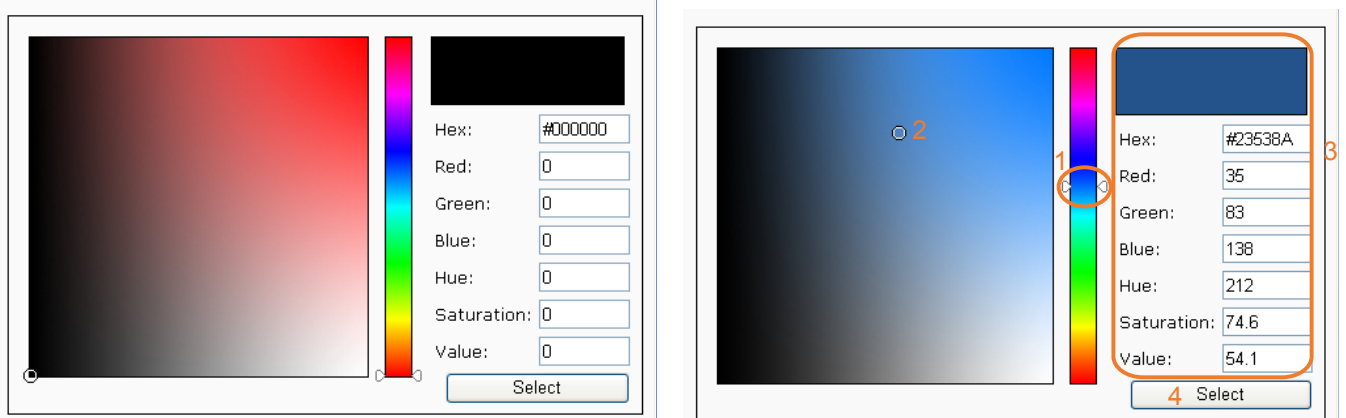 Hex: #000000
Red: 0
Green: 0
Blue: 0
Hue: 0
Saturation: 0
Value: 0
Select
1
2
3
Hex: #23538A
Red: 35
Green: 83
Blue: 138
Hue: 212
Saturation: 74.6
Value: 54.1
4 Select